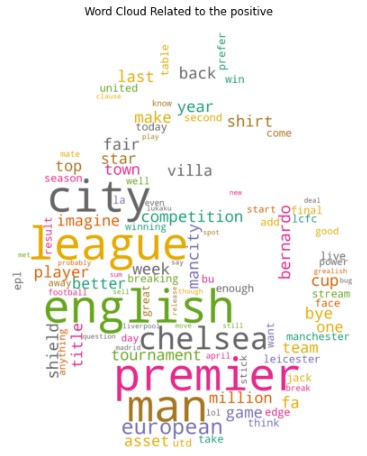 Word Cloud Related to the positive
prefer
table
last back
united win
clause
know year
make second
play today shirt
come
fair
mate star
top town villa
season well
city la even new
lukaku
result imagine competition start final deal
winning add lcfc
league mancity spot bernardo good
met probably say live
epl player week power
away better breaking bu cup grealish bug
football sum great enough stream
sell release though face
english bye
liverpool move still one
shield title question day chelsea want manchester
anything madrid team
tournament april leicester
stick
premier jack
break
man million fa
lol game edge
european think
asset utd take